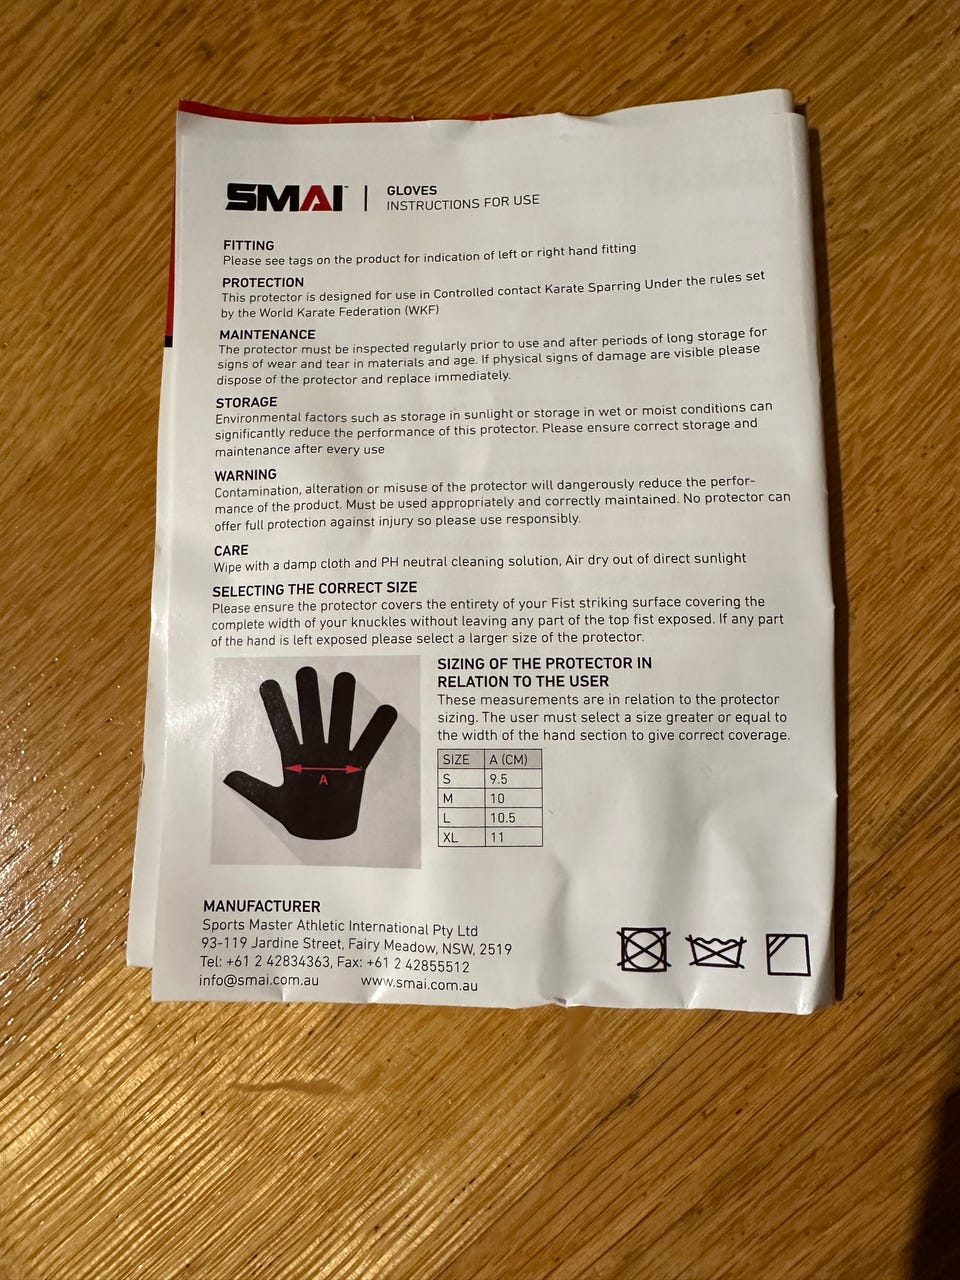 SMAI™
GLOVES
INSTRUCTIONS FOR USE
FITTING
Please see tags on the product for indication of left or right hand fitting
PROTECTION
This protector is designed for use in Controlled contact Karate Sparring Under the rules set
by the World Karate Federation (WKF)
MAINTENANCE
The protector must be inspected regularly prior to use and after periods of long storage for
signs of wear and tear in materials and age. If physical signs of damage are visible please
dispose of the protector and replace immediately.
STORAGE
Environmental factors such as storage in sunlight or storage in wet or moist conditions can
significantly reduce the performance of this protector. Please ensure correct storage and
maintenance after every use
WARNING
Contamination, alteration or misuse of the protector will dangerously reduce the perfor-
mance of the product. Must be used appropriately and correctly maintained. No protector can
offer full protection against injury so please use responsibly.
CARE
Wipe with a damp cloth and PH neutral cleaning solution, Air dry out of direct sunlight
SELECTING THE CORRECT SIZE
Please ensure the protector covers the entirety of your Fist striking surface covering the
complete width of your knuckles without leaving any part of the top fist exposed. If any part
of the hand is left exposed please select a larger size of the protector.
A
SIZING OF THE PROTECTOR IN
RELATION TO THE USER
These measurements are in relation to the protector
sizing. The user must select a size greater or equal to
the width of the hand section to give correct coverage.
SIZE A (CM)
S 9.5
M 10
L 10.5
XL 11
MANUFACTURER
Sports Master Athletic International Pty Ltd
93-119 Jardine Street, Fairy Meadow, NSW, 2519
Tel: +61 2 42834363, Fax: +61 2 42855512
info@smai.com.au www.smai.com.au